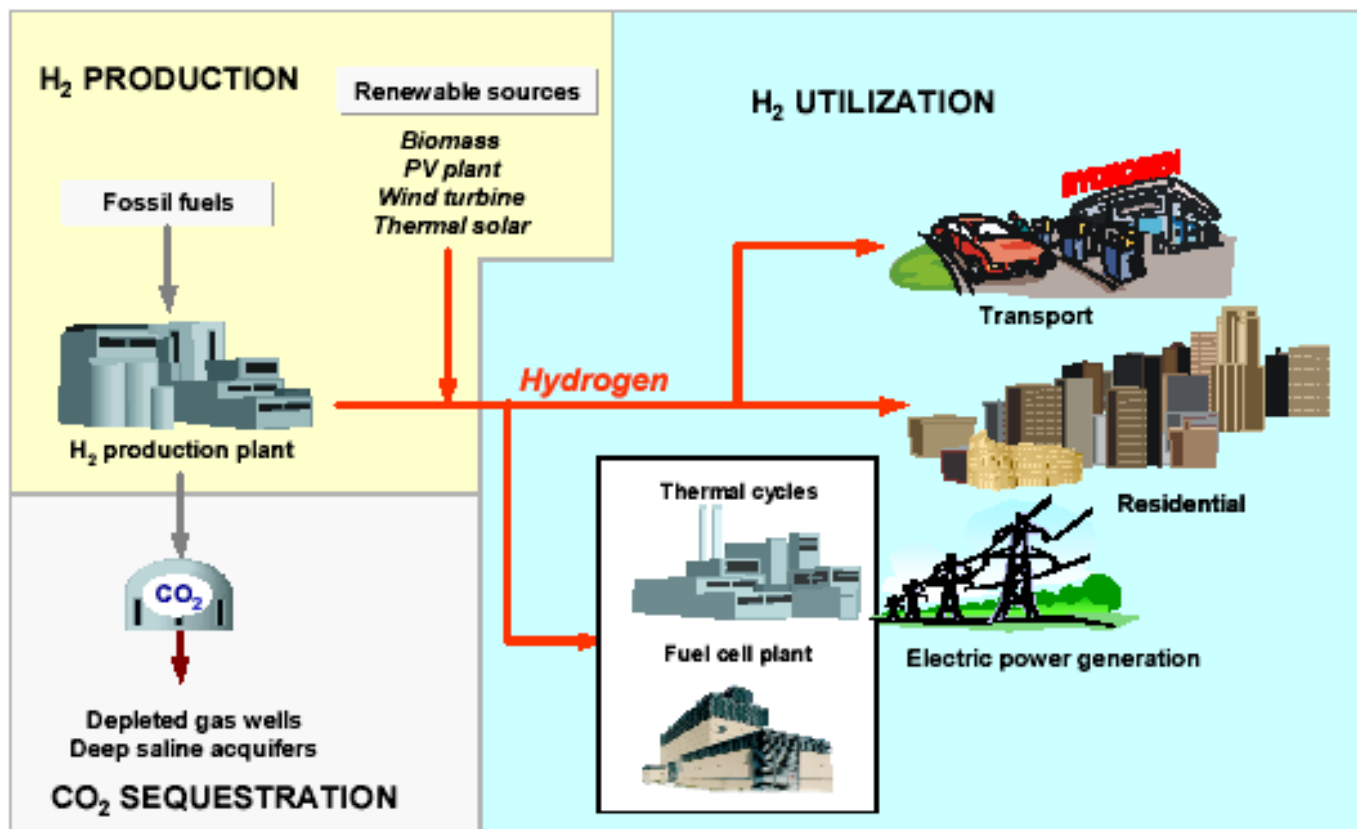 H₂ PRODUCTION
Renewable sources
Biomass
PV plant
Wind turbine
Thermal solar
Fossil fuels
H₂ production plant
CO₂
Depleted gas wells
Deep saline acquifers
CO₂ SEQUESTRATION
H₂ UTILIZATION
HYDROGEN
Transport
Hydrogen
Residential
Thermal cycles
Fuel cell plant
Electric power generation